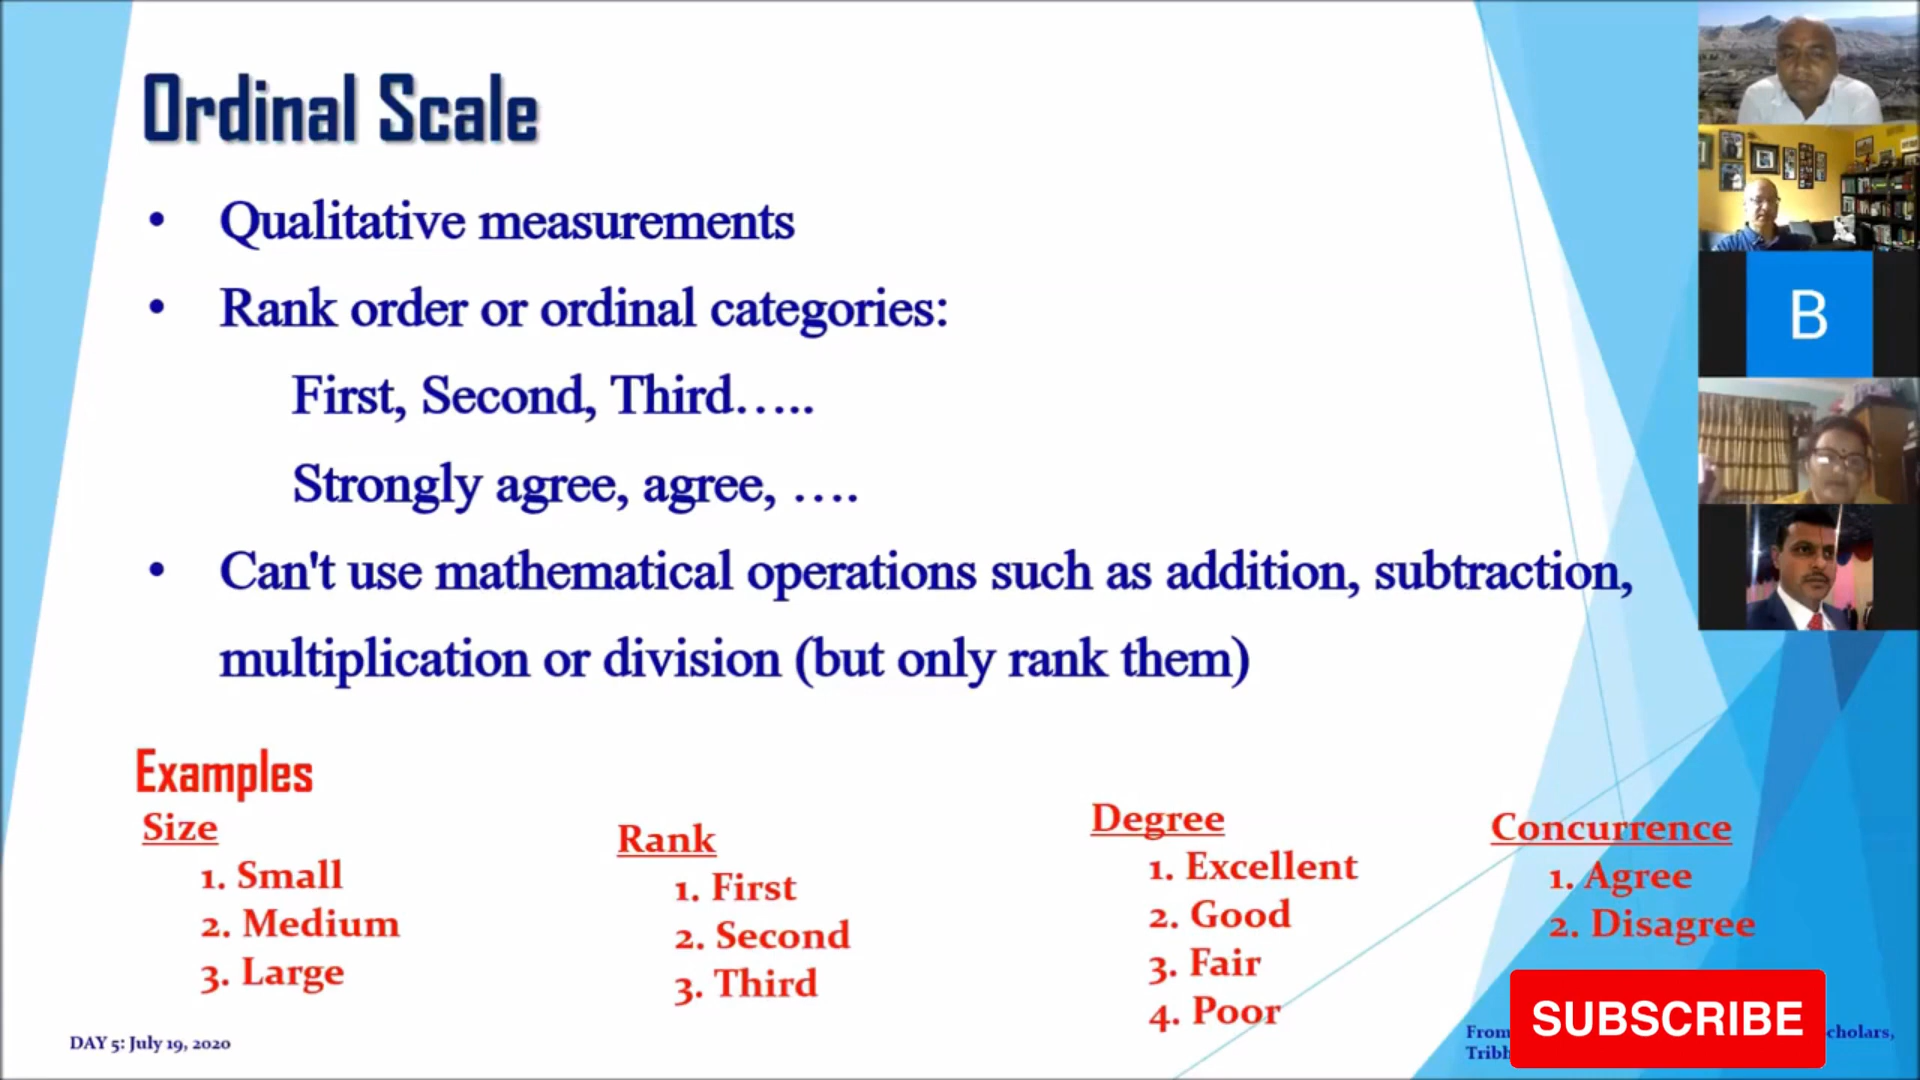 Ordinal Scale
• Qualitative measurements
• Rank order or ordinal categories:
First, Second, Third…..
Strongly agree, agree, ….
• Can't use mathematical operations such as addition, subtraction,
multiplication or division (but only rank them)
B
Examples
Size
1. Small
2. Medium
3. Large
Rank
1. First
2. Second
3. Third
Degree
1. Excellent
2. Good
3. Fair
4. Poor
Concurrence
1. Agree
2. Disagree
DAY 5: July 19, 2020
From
SUBSCRIBE